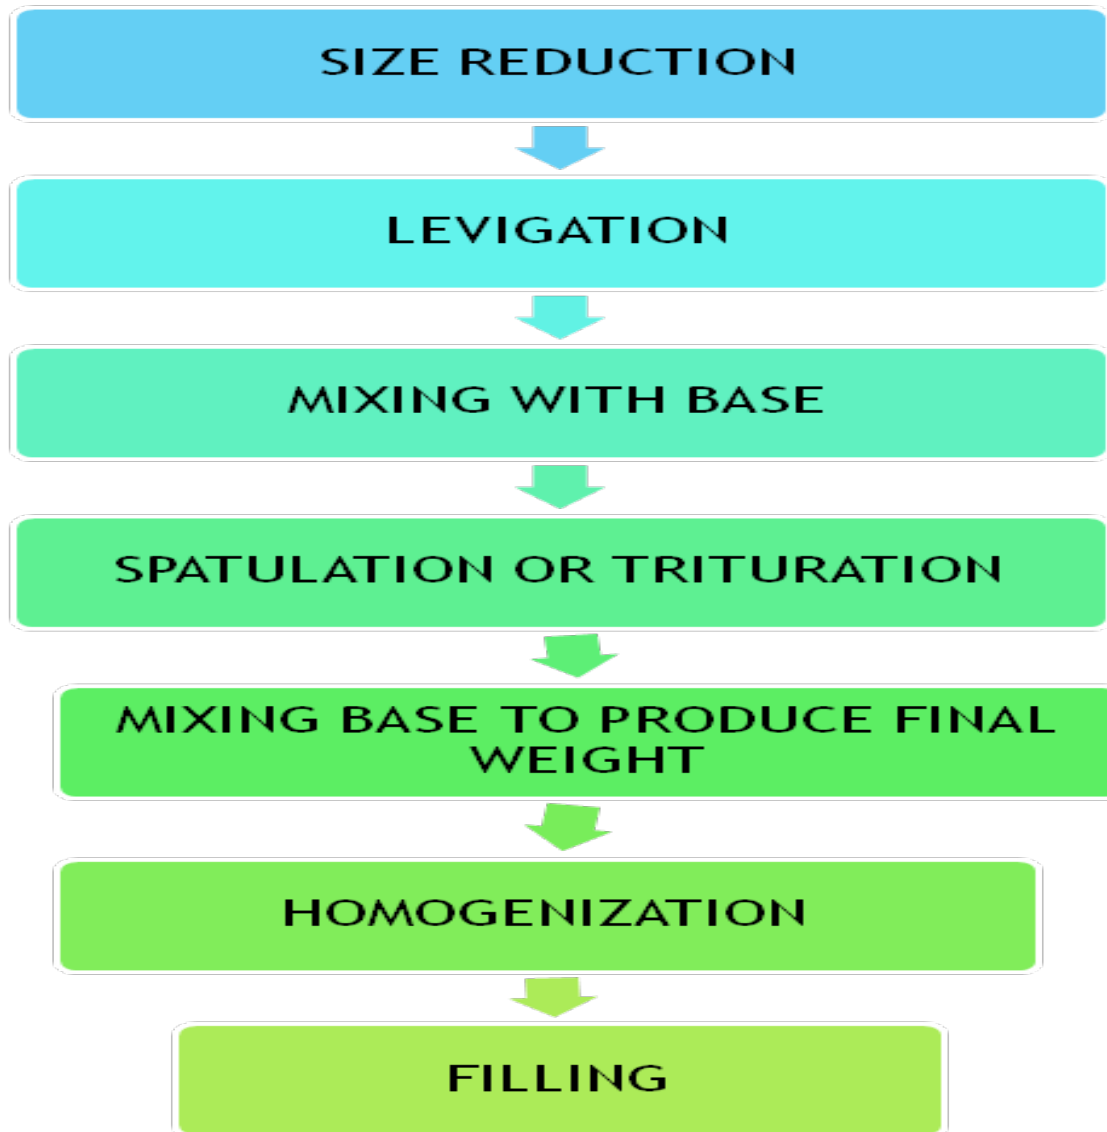 SIZE REDUCTION
LEVIGATION
MIXING WITH BASE
SPATULATION OR TRITURATION
MIXING BASE TO PRODUCE FINAL
WEIGHT
HOMOGENIZATION
FILLING